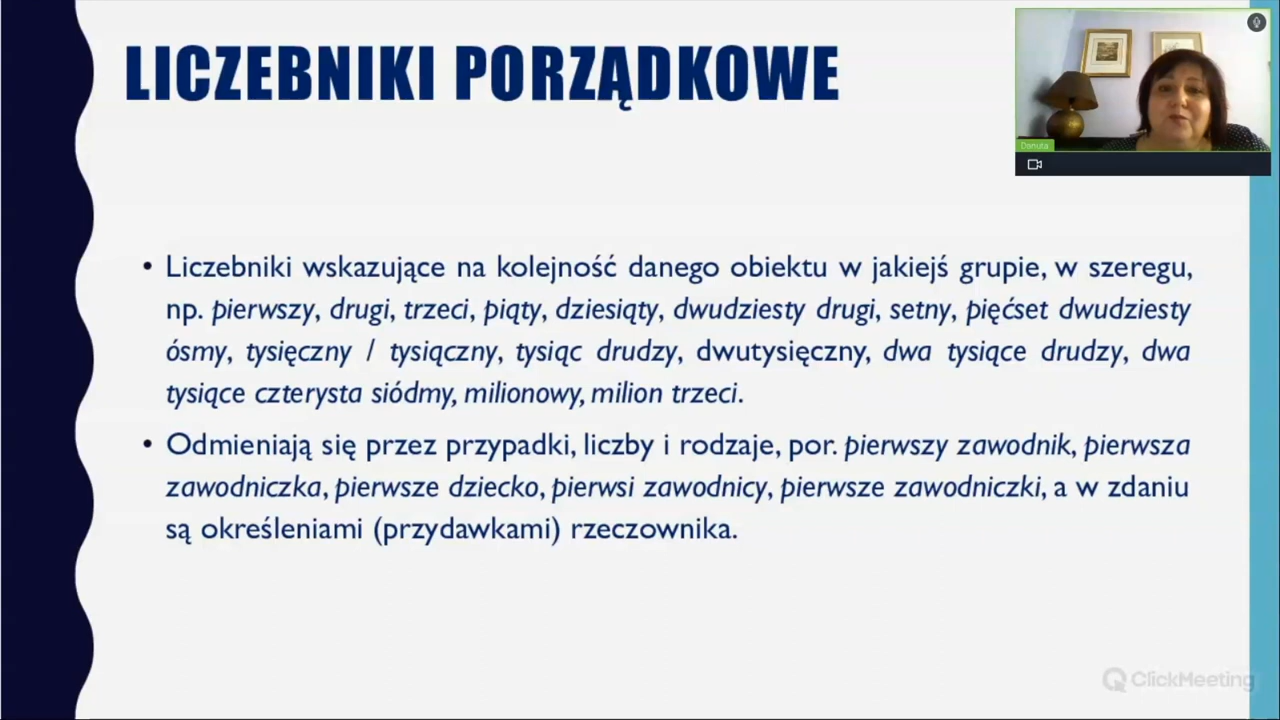 LICZEBNIKI PORZĄDKOWE
Danuta
• Liczebniki wskazujące na kolejność danego obiektu w jakiejś grupie, w szeregu,
np. pierwszy, drugi, trzeci, piąty, dziesiąty, dwudziesty drugi, setny, pięćset dwudziesty
ósmy, tysięczny / tysiączny, tysiąc drudzy, dwutysięczny, dwa tysiące drudzy, dwa
tysiące czterysta siódmy, milionowy, milion trzeci.
• Odmieniają się przez przypadki, liczby i rodzaje, por. pierwszy zawodnik, pierwsza
zawodniczka, pierwsze dziecko, pierwsi zawodnicy, pierwsze zawodniczki, a w zdaniu
są określeniami (przydawkami) rzeczownika.
ClickMeeting